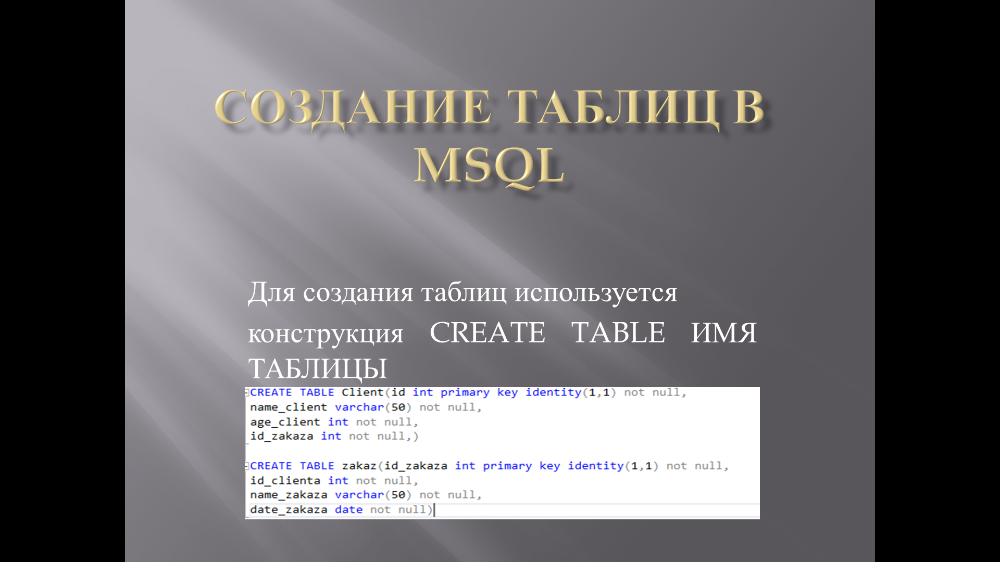 СОЗДАНИЕ ТАБЛИЦ В
MSQL
Для создания таблиц используется
конструкция CREATE TABLE ИМЯ
ТАБЛИЦЫ
CREATE TABLE Client(id int primary key identity(1,1) not null,
name_client varchar(50) not null,
age_client int not null,
id_zakaza int not null,)
CREATE TABLE zakaz(id_zakaza int primary key identity(1,1) not null,
id_clienta int not null,
name_zakaza varchar(50) not null,
date_zakaza date not null)